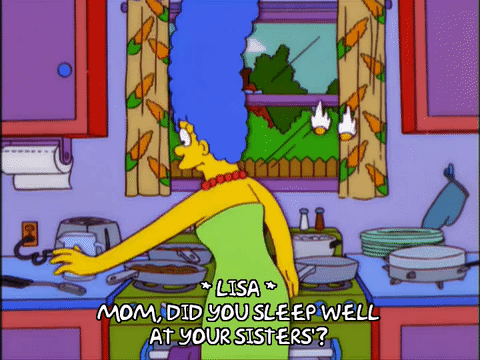 * LISA *
MOM, DID YOU SLEEP WELL
AT YOUR SISTERS'?